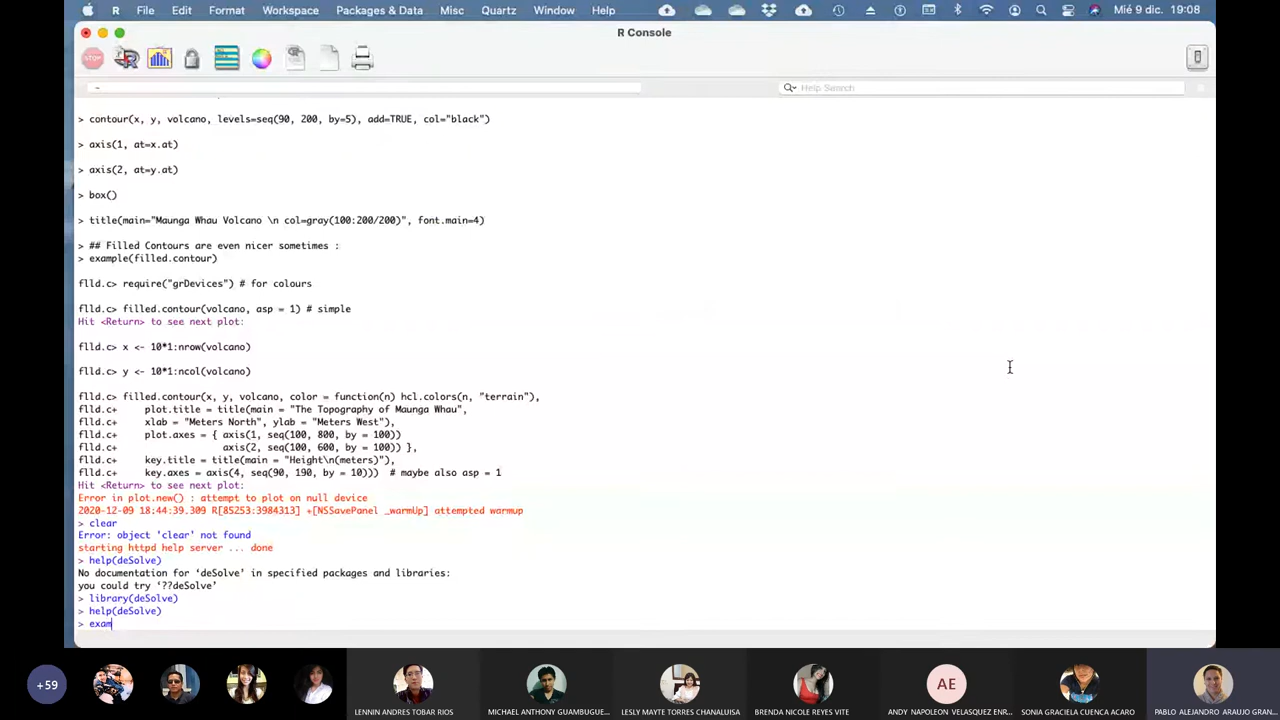 R File Edit Format Workspace Packages & Data Misc Quartz Window Help Mié 9 dic. 19:08
R Console
STOP
~
Help Search
> contour(x, y, volcano, levels=seq(90, 200, by=5), add=TRUE, col="black")
> axis(1, at=x.at)
> axis(2, at=y.at)
> box()
> title(main="Maunga Whau Volcano \n col=gray(100:200/200)", font.main=4)
> ## Filled Contours are even nicer sometimes :
> example(filled.contour)
flld.c> require("grDevices") # for colours
flld.c> filled.contour(volcano, asp = 1) # simple
Hit <Return> to see next plot:
flld.c> x <- 10*1:nrow(volcano)
flld.c> y <- 10*1:ncol(volcano)
flld.c> filled.contour(x, y, volcano, color = function(n) hcl.colors(n, "terrain"),
flld.c+ plot.title = title(main = "The Topography of Maunga Whau",
flld.c+ xlab = "Meters North", ylab = "Meters West"),
flld.c+ plot.axes = { axis(1, seq(100, 800, by = 100))
flld.c+ axis(2, seq(100, 600, by = 100)) },
flld.c+ key.title = title(main = "Height\n(meters)"),
flld.c+ key.axes = axis(4, seq(90, 190, by = 10))) # maybe also asp = 1
Hit <Return> to see next plot:
Error in plot.new() : attempt to plot on null device
2020-12-09 18:44:39.309 R[85253:3984313] +[NSSavePanel _warmUp] attempted warmup
> clear
Error: object 'clear' not found
starting httpd help server ... done
> help(deSolve)
No documentation for ‘deSolve’ in specified packages and libraries:
you could try ‘??deSolve’
> library(deSolve)
> help(deSolve)
> exam
+59
AE
LENNIN ANDRES TOBAR RIOS
MICHAEL ANTHONY GUAMBUGUE...
LESLY MAYTE TORRES CHANALUISA
BRENDA NICOLE REYES VITE
ANDY NAPOLEON VELASQUEZ ENR...
SONIA GRACIELA CUENCA ACARO
PABLO ALEJANDRO ARAUJO GRAN...